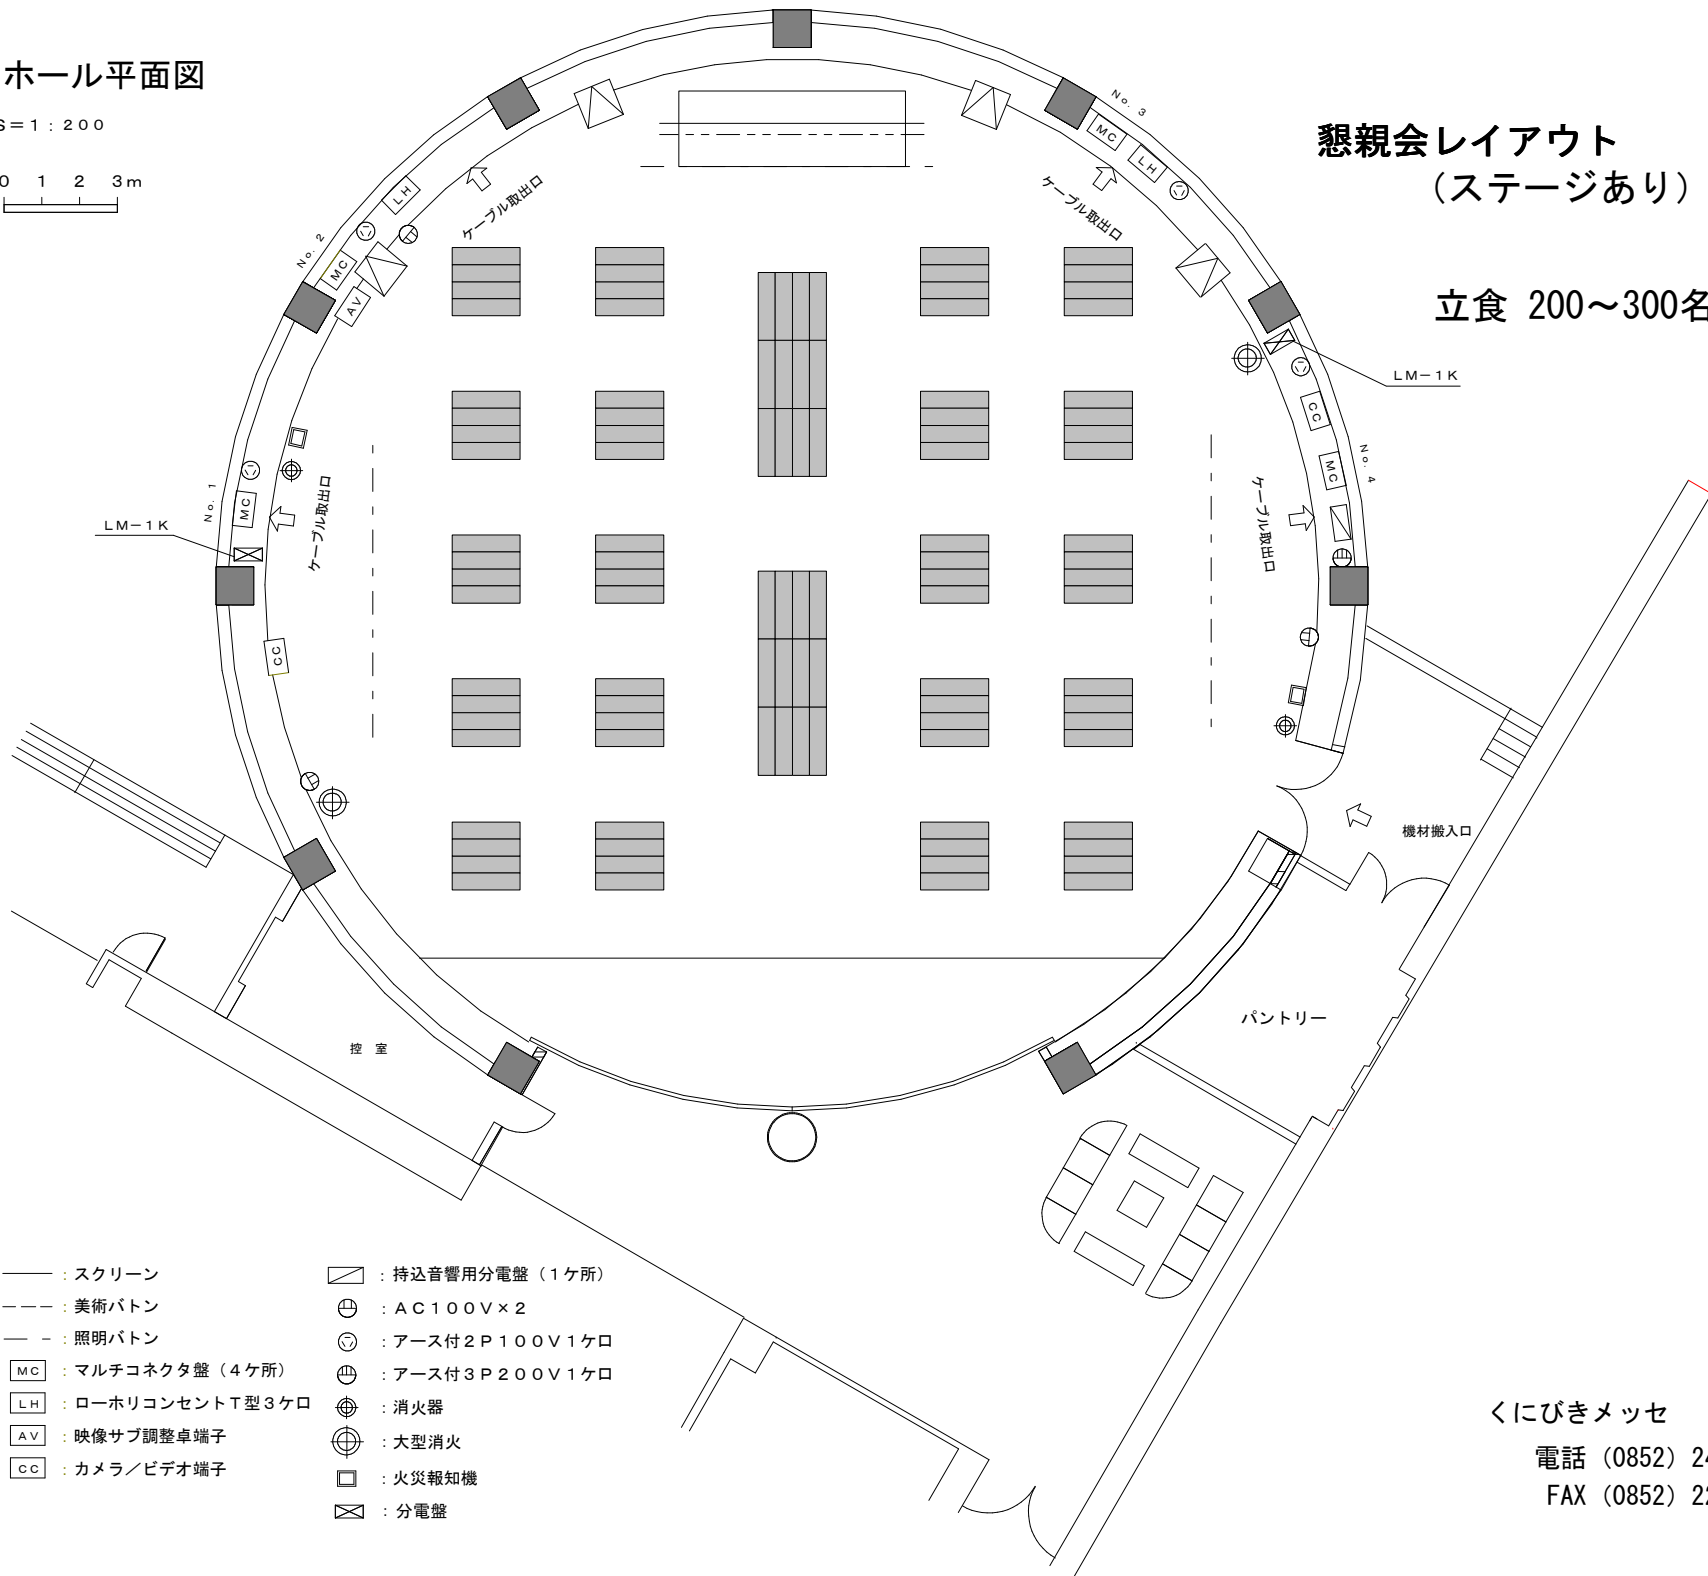 ホール平面図
S＝1：200
0 1 2 3m
懇親会レイアウト
（ステージあり）
立食 200～300名
No. 3
MC
LH
ケーブル取出口
ケーブル取出口
LH
No. 2
MC
AV
LM－1K
CC
No. 4
MC
ケーブル取出口
No. 1
MC
ケーブル取出口
LM－1K
CC
機材搬入口
パントリー
控 室
：スクリーン
：美術バトン
：照明バトン
MC ：マルチコネクタ盤（4ケ所）
LH ：ローホリコンセントT型3ケ口
AV ：映像サブ調整卓端子
CC ：カメラ／ビデオ端子
：持込音響用分電盤（1ケ所）
：AC100V×2
：アース付2P100V1ケ口
：アース付3P200V1ケ口
：消火器
：大型消火
：火災報知機
：分電盤
くにびきメッセ
電話（0852）2
FAX（0852）22